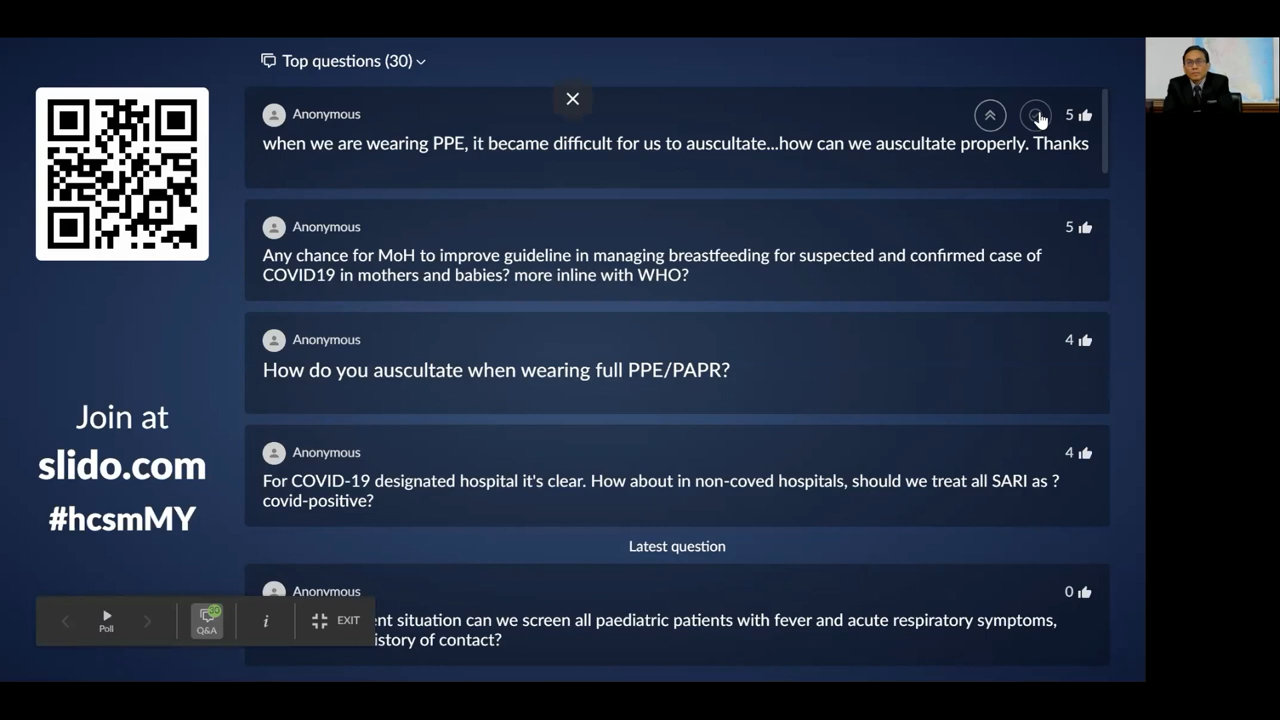 Top questions (30)
Anonymous
5
when we are wearing PPE, it became difficult for us to auscultate...how can we auscultate properly. Thanks
Anonymous
5
Any chance for MoH to improve guideline in managing breastfeeding for suspected and confirmed case of
COVID19 in mothers and babies? more inline with WHO?
Anonymous
4
How do you auscultate when wearing full PPE/PAPR?
Anonymous
4
For COVID-19 designated hospital it's clear. How about in non-coved hospitals, should we treat all SARI as ?
covid-positive?
Latest question
Anonymous
0
ent situation can we screen all paediatric patients with fever and acute respiratory symptoms,
istory of contact?
Join at
slido.com
#hcsmMY
Poll
30
Q&A
i
EXIT